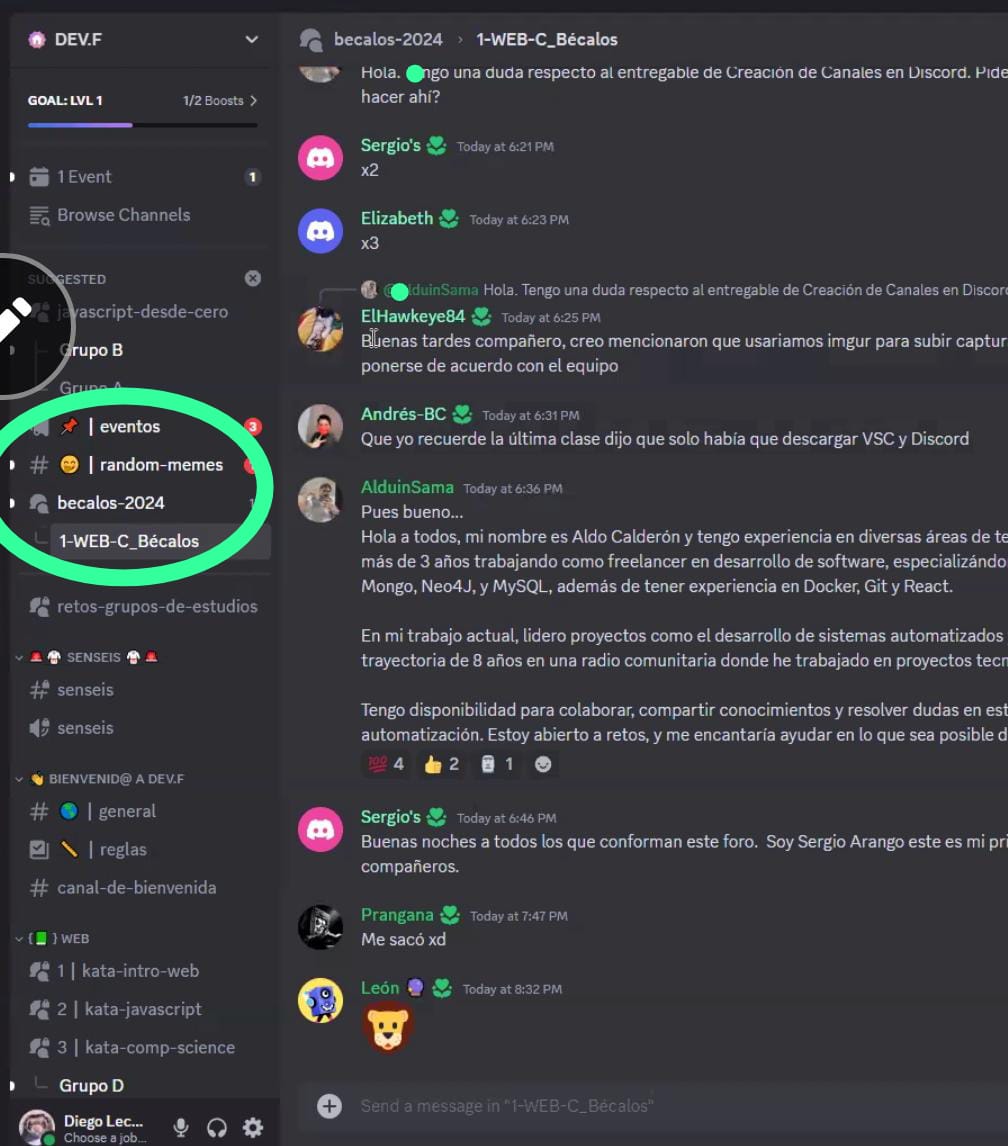 DEV.F
GOAL: LVL 1
1/2 Boosts
1 Event
1
Browse Channels
SUGGESTED
javascript-desde-cero
Grupo B
Grupo A
| eventos
3
| random-memes
becalos-2024
1-WEB-C_Bécalos
retos-grupos-de-estudios
SENSEIS
senseis
senseis
BIENVENID@ A DEV.F
| general
| reglas
canal-de-bienvenida
{ } WEB
1 | kata-intro-web
2 | kata-javascript
3 | kata-comp-science
Grupo D
Diego Lec...
Choose a job...
becalos-2024 › 1-WEB-C_Bécalos
Hola. Tengo una duda respecto al entregable de Creación de Canales en Discord. Pide
hacer ahí?
Sergio's Today at 6:21 PM
x2
Elizabeth Today at 6:23 PM
x3
@AlduinSama Hola. Tengo una duda respecto al entregable de Creación de Canales en Discor
ElHawkeye84 Today at 6:25 PM
Buenas tardes compañero, creo mencionaron que usariamos imgur para subir captur
ponerse de acuerdo con el equipo
Andrés-BC Today at 6:31 PM
Que yo recuerde la última clase dijo que solo había que descargar VSC y Discord
AlduinSama Today at 6:36 PM
Pues bueno...
Hola a todos, mi nombre es Aldo Calderón y tengo experiencia en diversas áreas de te
más de 3 años trabajando como freelancer en desarrollo de software, especializándo
Mongo, Neo4J, y MySQL, además de tener experiencia en Docker, Git y React.
En mi trabajo actual, lidero proyectos como el desarrollo de sistemas automatizados
trayectoria de 8 años en una radio comunitaria donde he trabajado en proyectos tecn
Tengo disponibilidad para colaborar, compartir conocimientos y resolver dudas en est
automatización. Estoy abierto a retos, y me encantaría ayudar en lo que sea posible d
100 4 2 1
Sergio's Today at 6:46 PM
Buenas noches a todos los que conforman este foro. Soy Sergio Arango este es mi pri
compañeros.
Prangana Today at 7:47 PM
Me sacó xd
León Today at 8:32 PM
Send a message in "1-WEB-C_Bécalos"